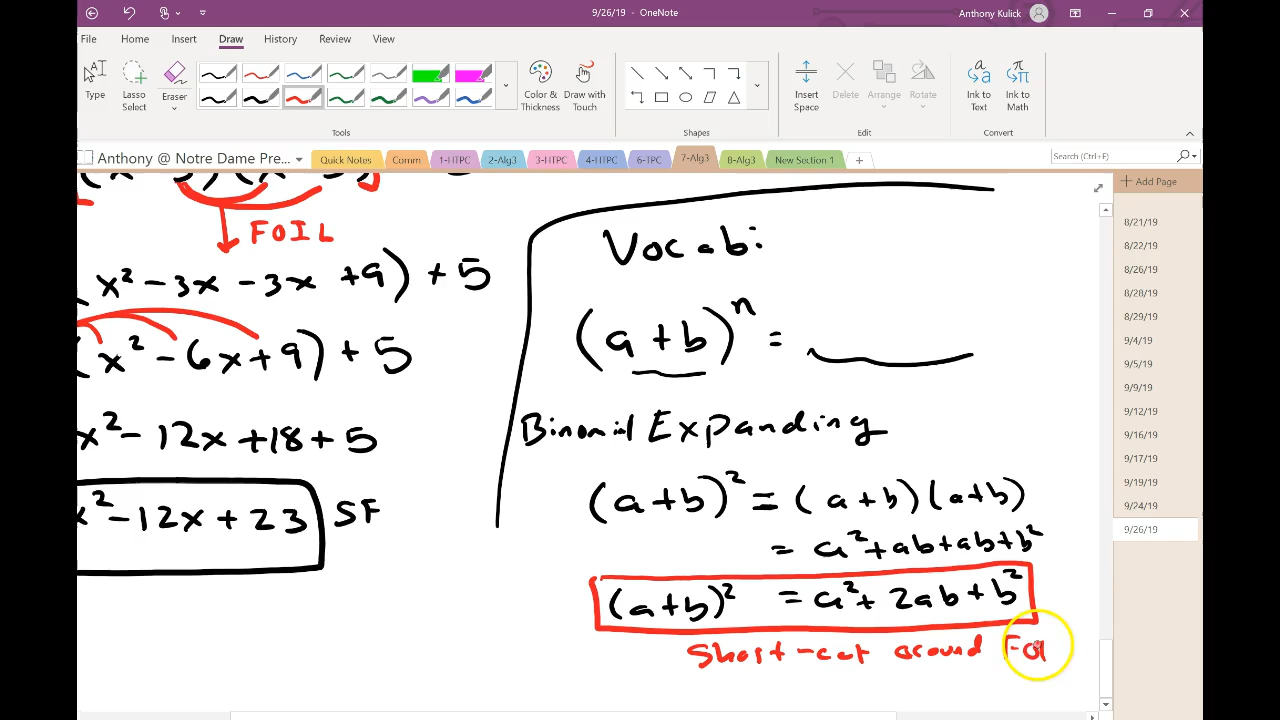 9/26/19 - OneNote
Anthony Kulick
File Home Insert Draw History Review View
Type
Lasso Select
Eraser
Color & Thickness
Draw with Touch
Insert Space
Delete
Arrange
Rotate
Ink to Text
Ink to Math
Tools
Shapes
Edit
Convert
Anthony @ Notre Dame Pre...
Quick Notes
Comm
1-HTPC
2-Alg3
3-HTPC
4-HTPC
6-TPC
7-Alg3
8-Alg3
New Section 1
Search (Ctrl+F)
Add Page
8/21/19
8/22/19
8/26/19
8/28/19
8/29/19
9/4/19
9/5/19
9/9/19
9/12/19
9/16/19
9/17/19
9/19/19
9/24/19
9/26/19
FOIL
x² - 3x - 3x + 9) + 5
(x² - 6x + 9) + 5
x² - 12x + 18 + 5
x² - 12x + 23 SF
Vocab:
(a + b)ⁿ =
Binomial Expanding
(a + b)² = (a + b)(a + b)
= a² + ab + ab + b²
(a + b)² = a² + 2ab + b²
Short-cut around